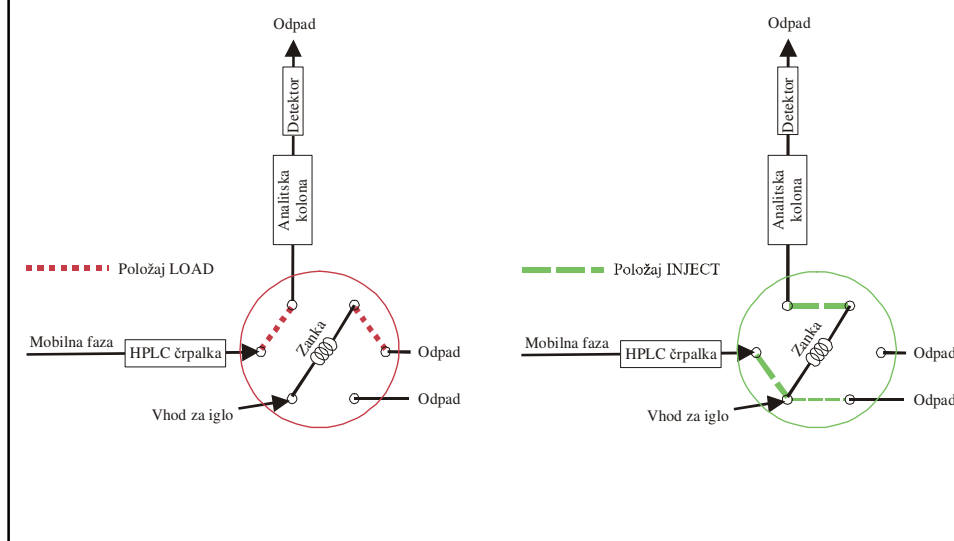 Odpad
Detektor
Analitska
kolona
Položaj LOAD
Zanka
Mobilna faza
HPLC črpalka
Odpad
Odpad
Vhod za iglo
Odpad
Detektor
Analitska
kolona
Položaj INJECT
Zanka
Mobilna faza
HPLC črpalka
Odpad
Odpad
Vhod za iglo